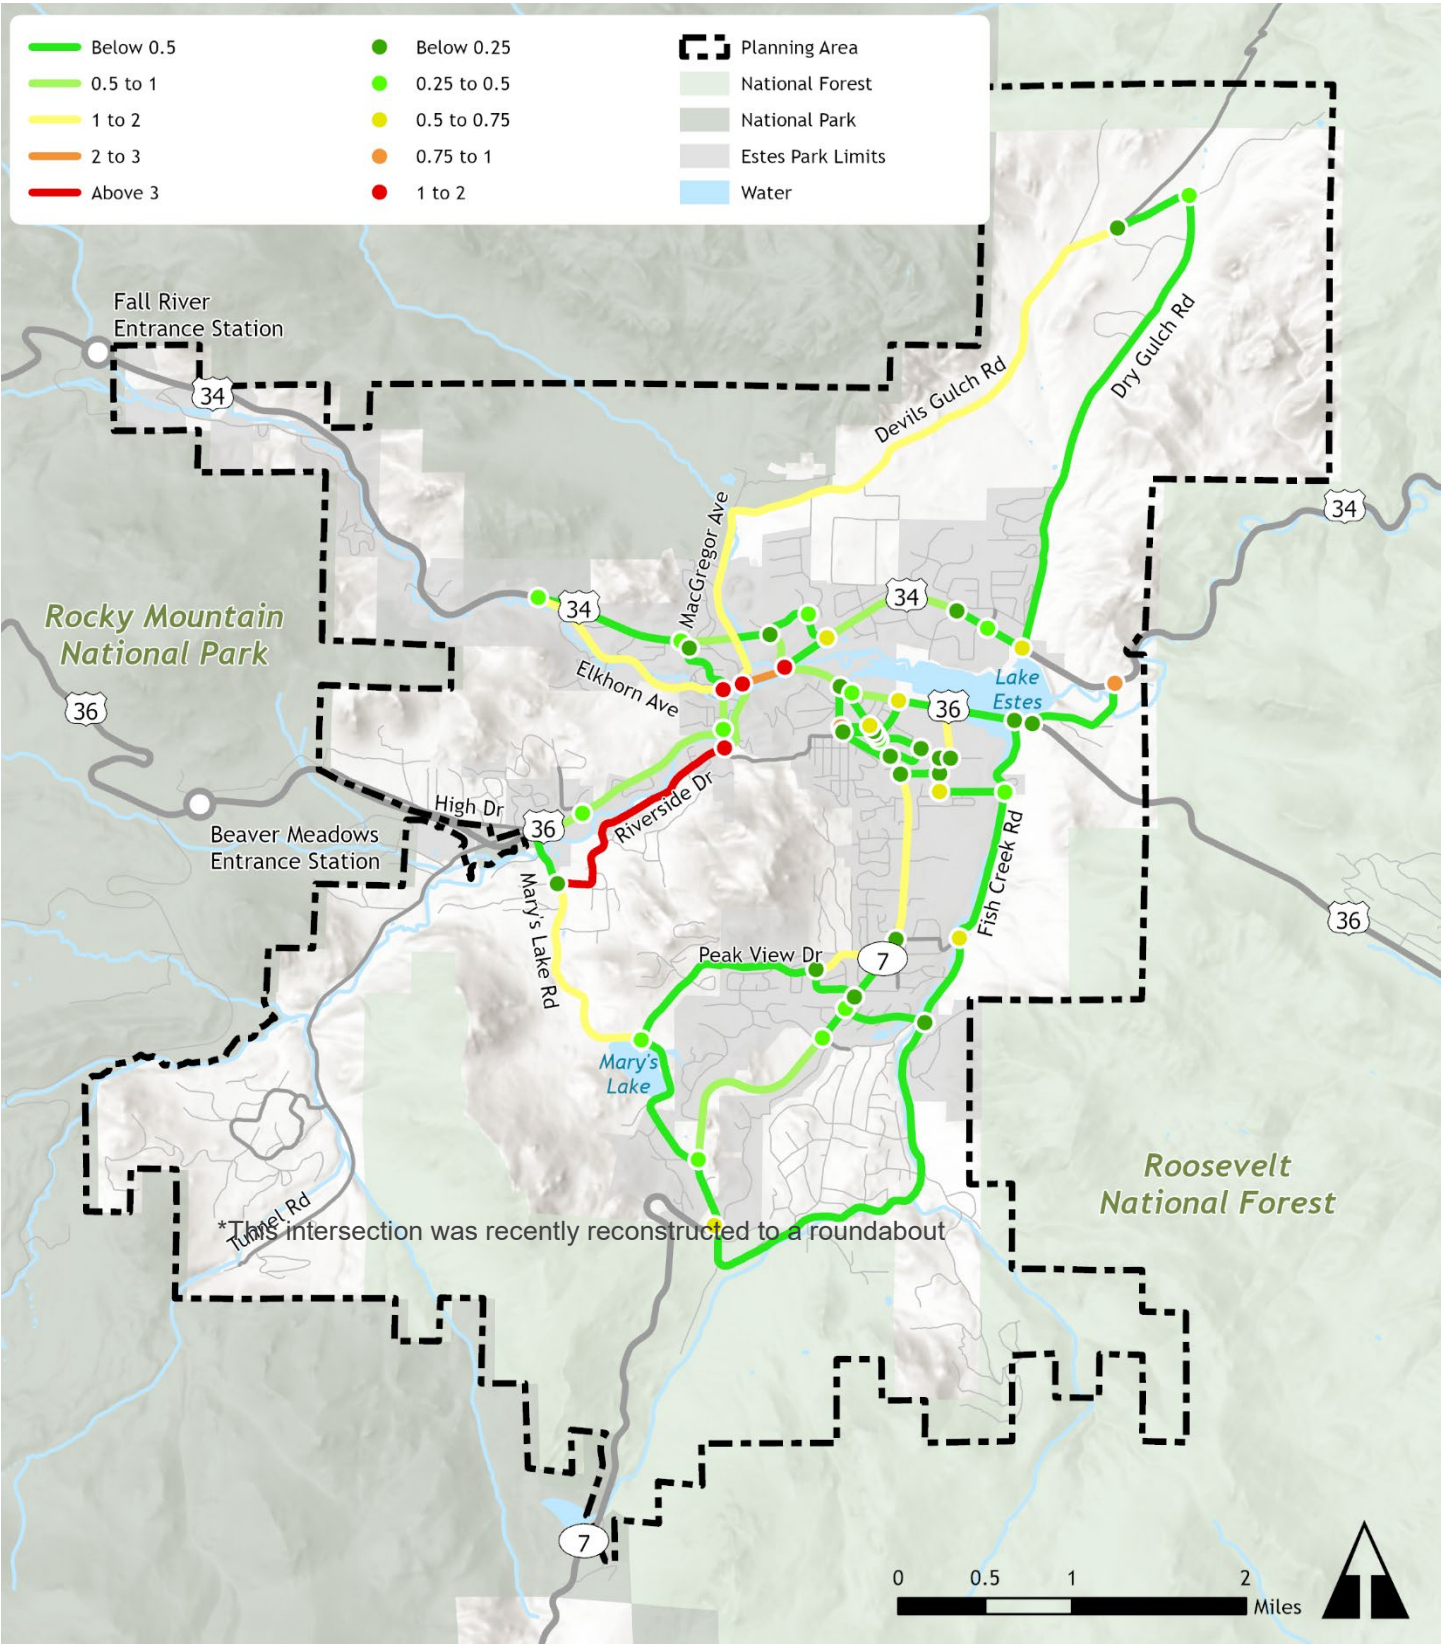 Below 0.5
0.5 to 1
1 to 2
2 to 3
Above 3
Below 0.25
0.25 to 0.5
0.5 to 0.75
0.75 to 1
1 to 2
Planning Area
National Forest
National Park
Estes Park Limits
Water
Fall River
Entrance Station
34
Devils Gulch Rd
Dry Gulch Rd
34
MacGregor Ave
34
34
Rocky Mountain
National Park
Elkhorn Ave
Lake
Estes
36
36
High Dr
36
Riverside Dr
Beaver Meadows
Entrance Station
Mary's Lake Rd
Fish Creek Rd
36
Peak View Dr
7
Mary's
Lake
Roosevelt
National Forest
Tunnel Rd
*This intersection was recently reconstructed to a roundabout
7
0 0.5 1 2
Miles